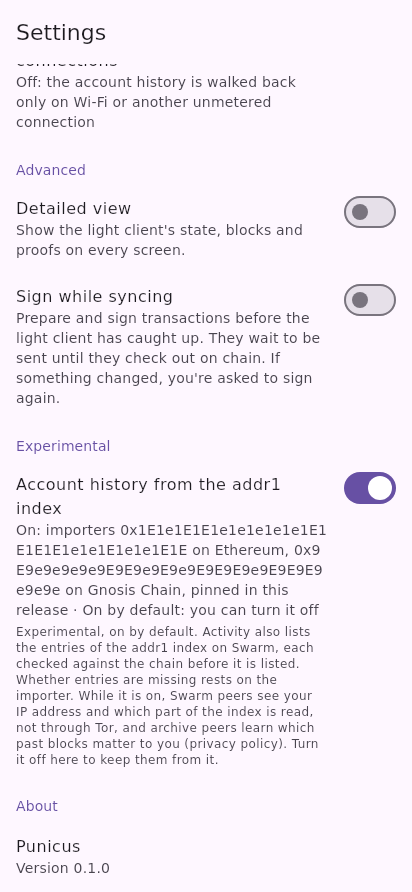 Settings
connections
Off: the account history is walked back
only on Wi-Fi or another unmetered
connection
Advanced
Detailed view
Show the light client's state, blocks and
proofs on every screen.
Sign while syncing
Prepare and sign transactions before the
light client has caught up. They wait to be
sent until they check out on chain. If
something changed, you're asked to sign
again.
Experimental
Account history from the addr1
index
On: importers 0x1E1e1E1E1e1e1e1e1e1E1
E1E1E1e1e1E1e1e1E1E on Ethereum, 0x9
E9e9e9e9e9E9E9e9E9e9E9E9E9e9E9E9E9
e9e9e on Gnosis Chain, pinned in this
release · On by default: you can turn it off
Experimental, on by default. Activity also lists
the entries of the addr1 index on Swarm, each
checked against the chain before it is listed.
Whether entries are missing rests on the
importer. While it is on, Swarm peers see your
IP address and which part of the index is read,
not through Tor, and archive peers learn which
past blocks matter to you (privacy policy). Turn
it off here to keep them from it.
About
Punicus
Version 0.1.0